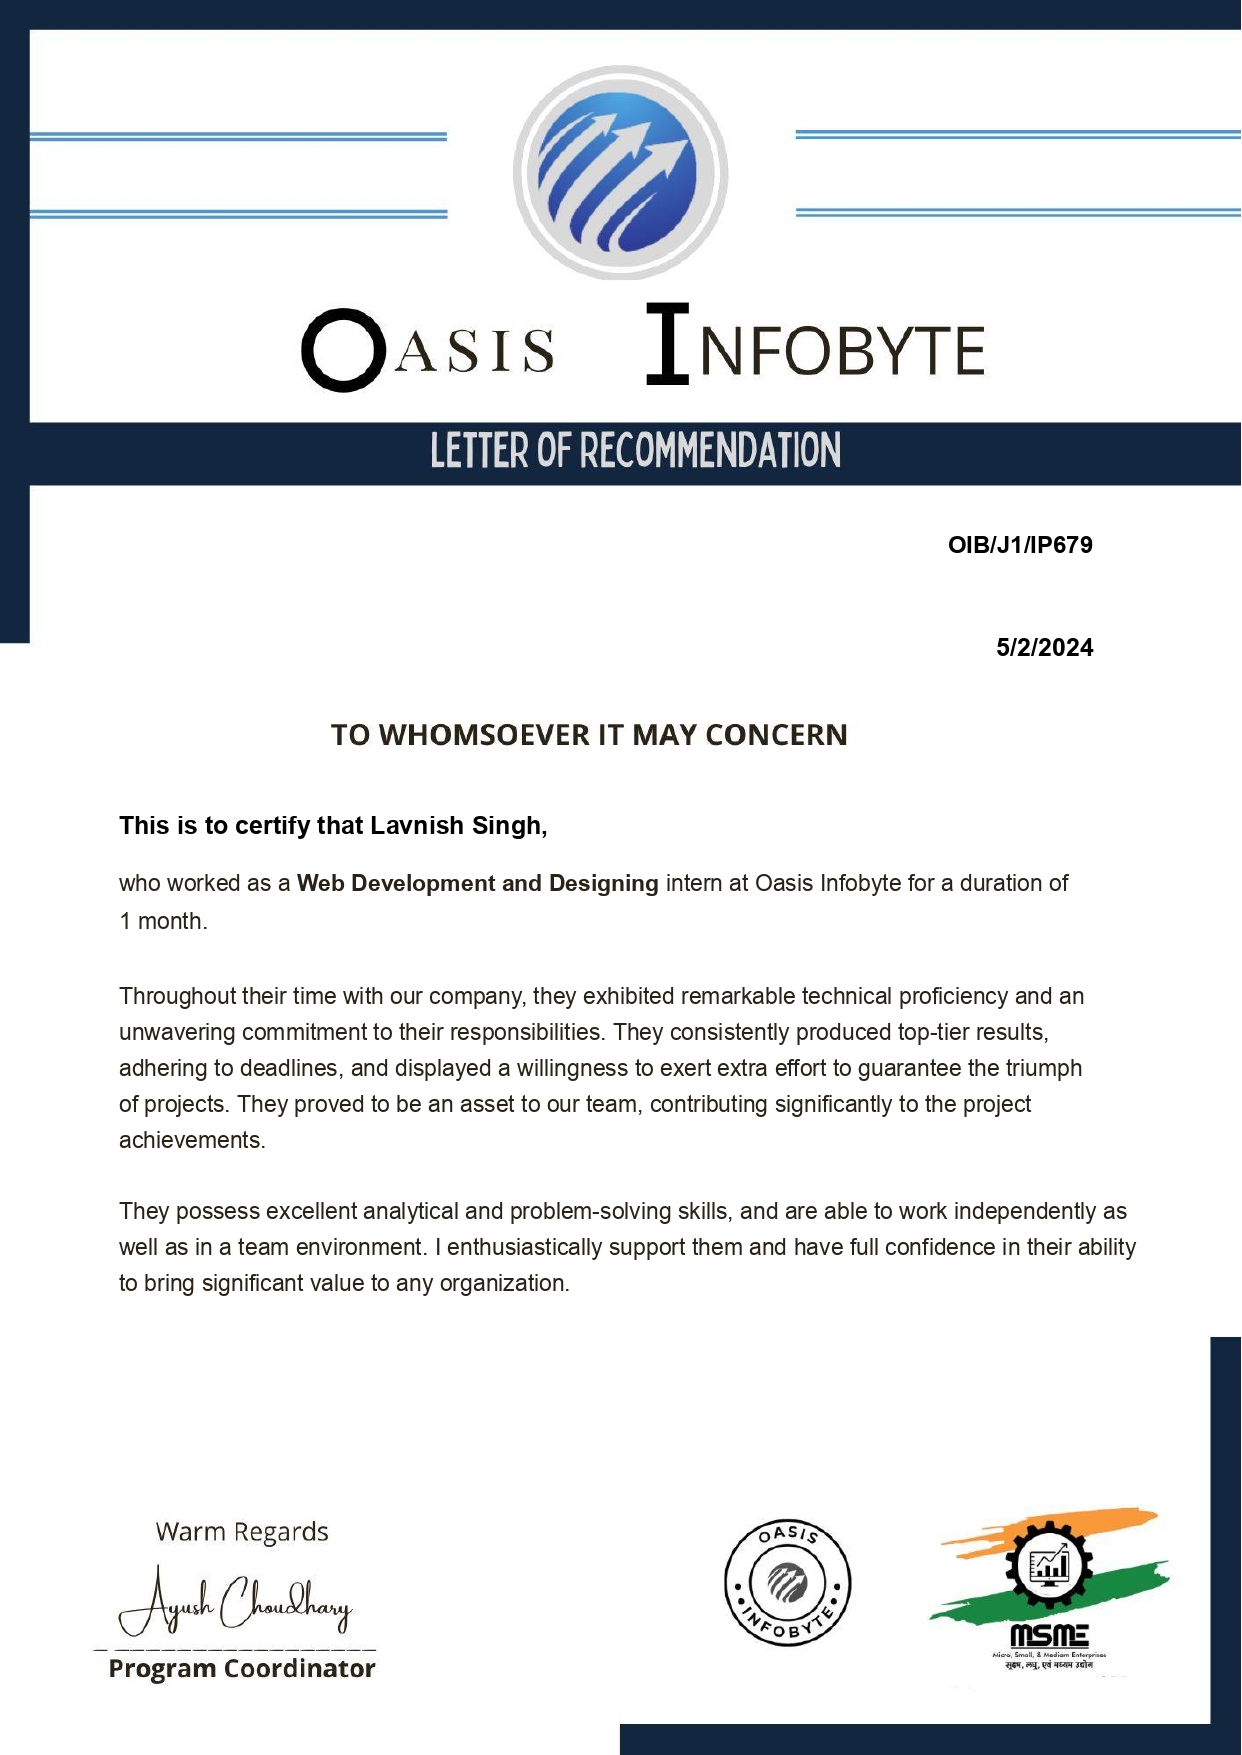 OASIS INFOBYTE
LETTER OF RECOMMENDATION
OIB/J1/IP679
5/2/2024
TO WHOMSOEVER IT MAY CONCERN
This is to certify that Lavnish Singh,
who worked as a Web Development and Designing intern at Oasis Infobyte for a duration of
1 month.
Throughout their time with our company, they exhibited remarkable technical proficiency and an
unwavering commitment to their responsibilities. They consistently produced top-tier results,
adhering to deadlines, and displayed a willingness to exert extra effort to guarantee the triumph
of projects. They proved to be an asset to our team, contributing significantly to the project
achievements.
They possess excellent analytical and problem-solving skills, and are able to work independently as
well as in a team environment. I enthusiastically support them and have full confidence in their ability
to bring significant value to any organization.
Warm Regards
Ayush Choudhary
Program Coordinator
OASIS
INFOBYTE
MSME
Micro, Small, & Medium Enterprises
सूक्ष्म, लघु, एवं मध्यम उद्योग